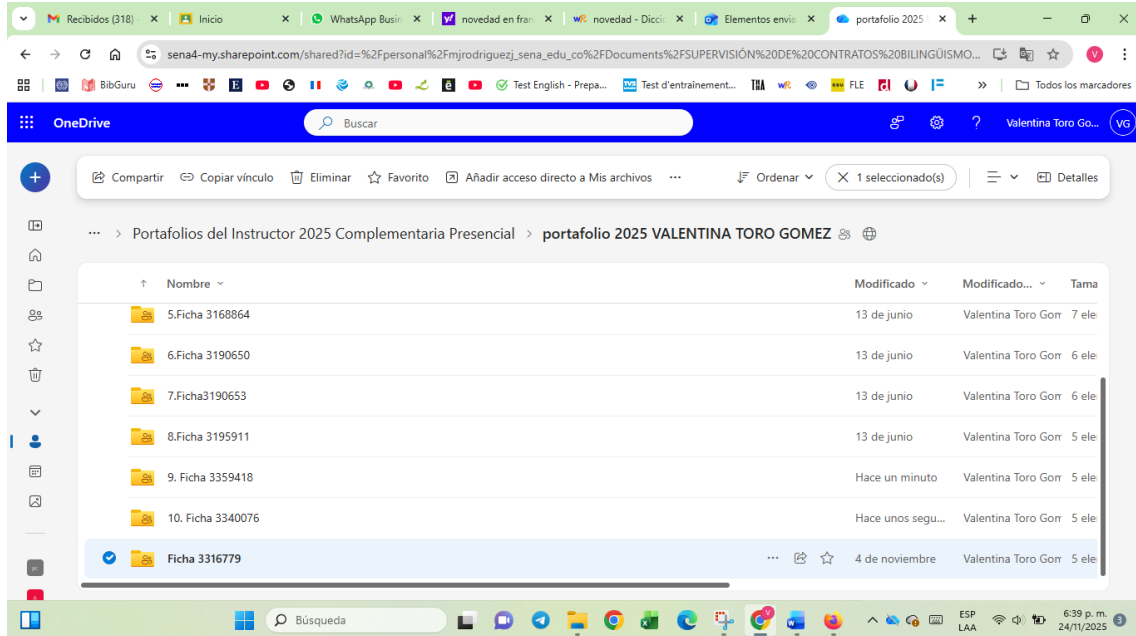 Recibidos (318) Inicio WhatsApp Busin novedad en fran novedad - Dicci Elementos envia portafolio 2025
sena4-my.sharepoint.com/shared?id=%2Fpersonal%2Fmjrodriguezj_sena_edu_co%2FDocuments%2FSUPERVISIÓN%20DE%20CONTRATOS%20BILINGÜISMO... V
BibGuru E Test English - Prepa... Test d'entraînement... WR FLE Todos los marcadores
OneDrive Buscar ? Valentina Toro Go... VG
Compartir Copiar vínculo Eliminar Favorito Añadir acceso directo a Mis archivos ... Ordenar 1 seleccionado(s) Detalles
... > Portafolios del Instructor 2025 Complementaria Presencial > portafolio 2025 VALENTINA TORO GOMEZ
Nombre Modificado Modificado... Tama
5.Ficha 3168864 13 de junio Valentina Toro Gom 7 ele
6.Ficha 3190650 13 de junio Valentina Toro Gom 6 ele
7.Ficha3190653 13 de junio Valentina Toro Gom 6 ele
8.Ficha 3195911 13 de junio Valentina Toro Gom 5 ele
9. Ficha 3359418 Hace un minuto Valentina Toro Gom 5 ele
10. Ficha 3340076 Hace unos segu... Valentina Toro Gom 5 ele
Ficha 3316779 ... 4 de noviembre Valentina Toro Gom 5 ele
Búsqueda ESP LAA 6:39 p. m. 24/11/2025 3